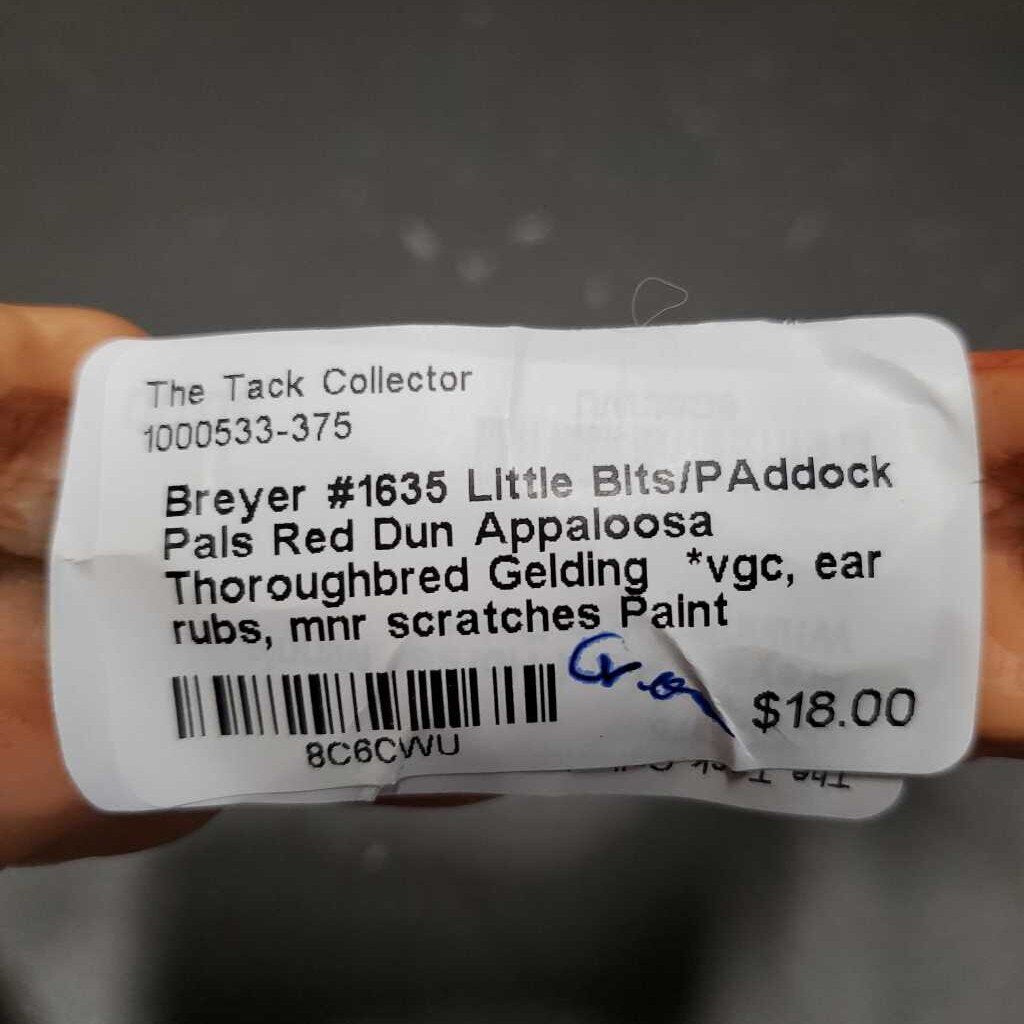 The Tack Collector
1000533-375
Breyer #1635 Little BIts/PAddock
Pals Red Dun Appaloosa
Thoroughbred Gelding *vgc, ear
rubs, mnr scratches Paint
$18.00
8C6CWU